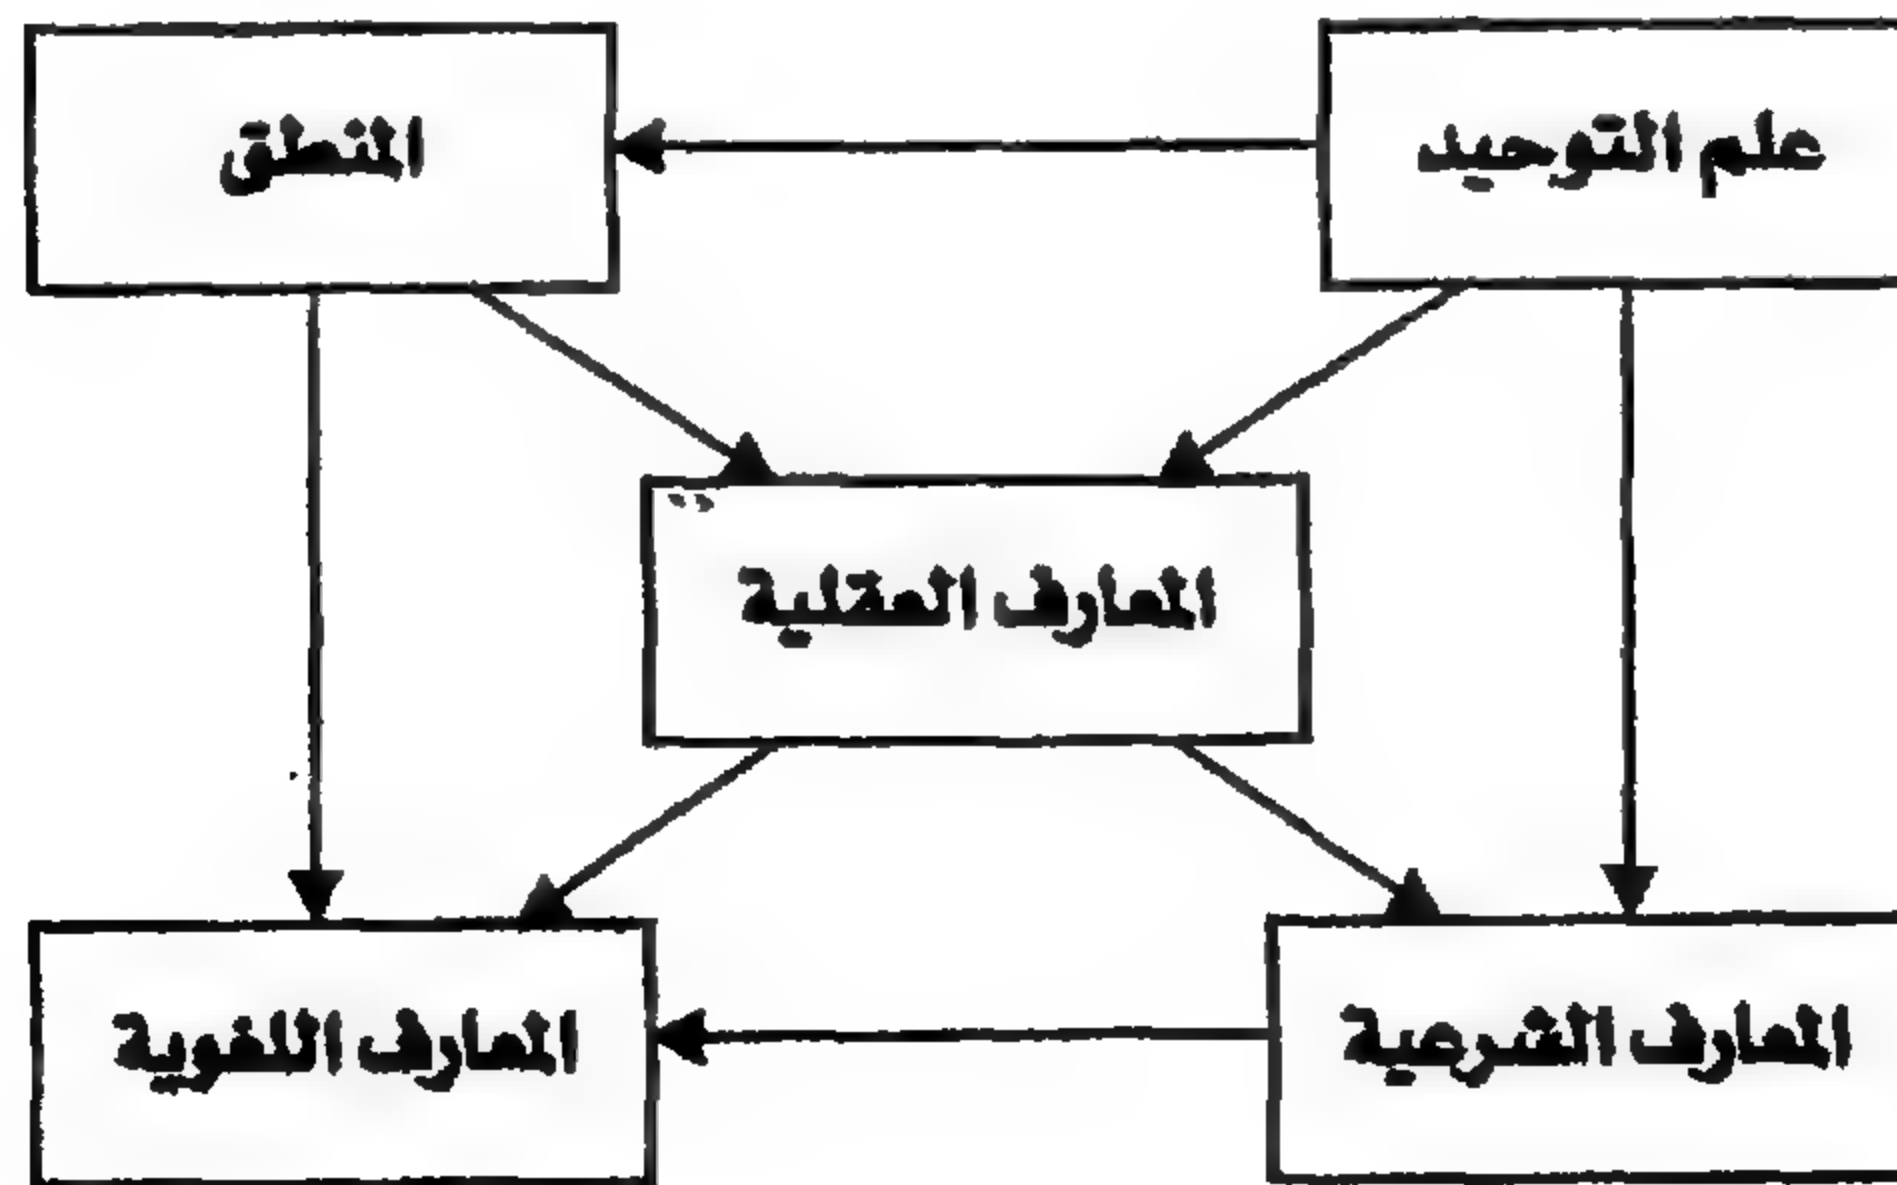 علم التوحيد
المنطق
المعارف العقلية
المعارف الشرعية
المعارف اللغوية